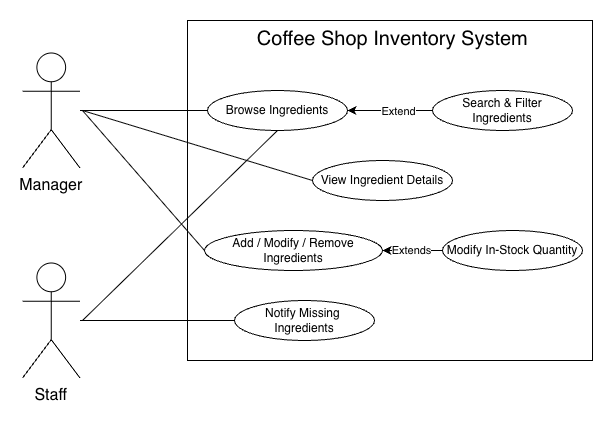 Coffee Shop Inventory System
Browse Ingredients
Extend
Search & Filter
Ingredients
Manager
View Ingredient Details
Add / Modify / Remove
Ingredients
Extends
Modify In-Stock Quantity
Notify Missing
Ingredients
Staff